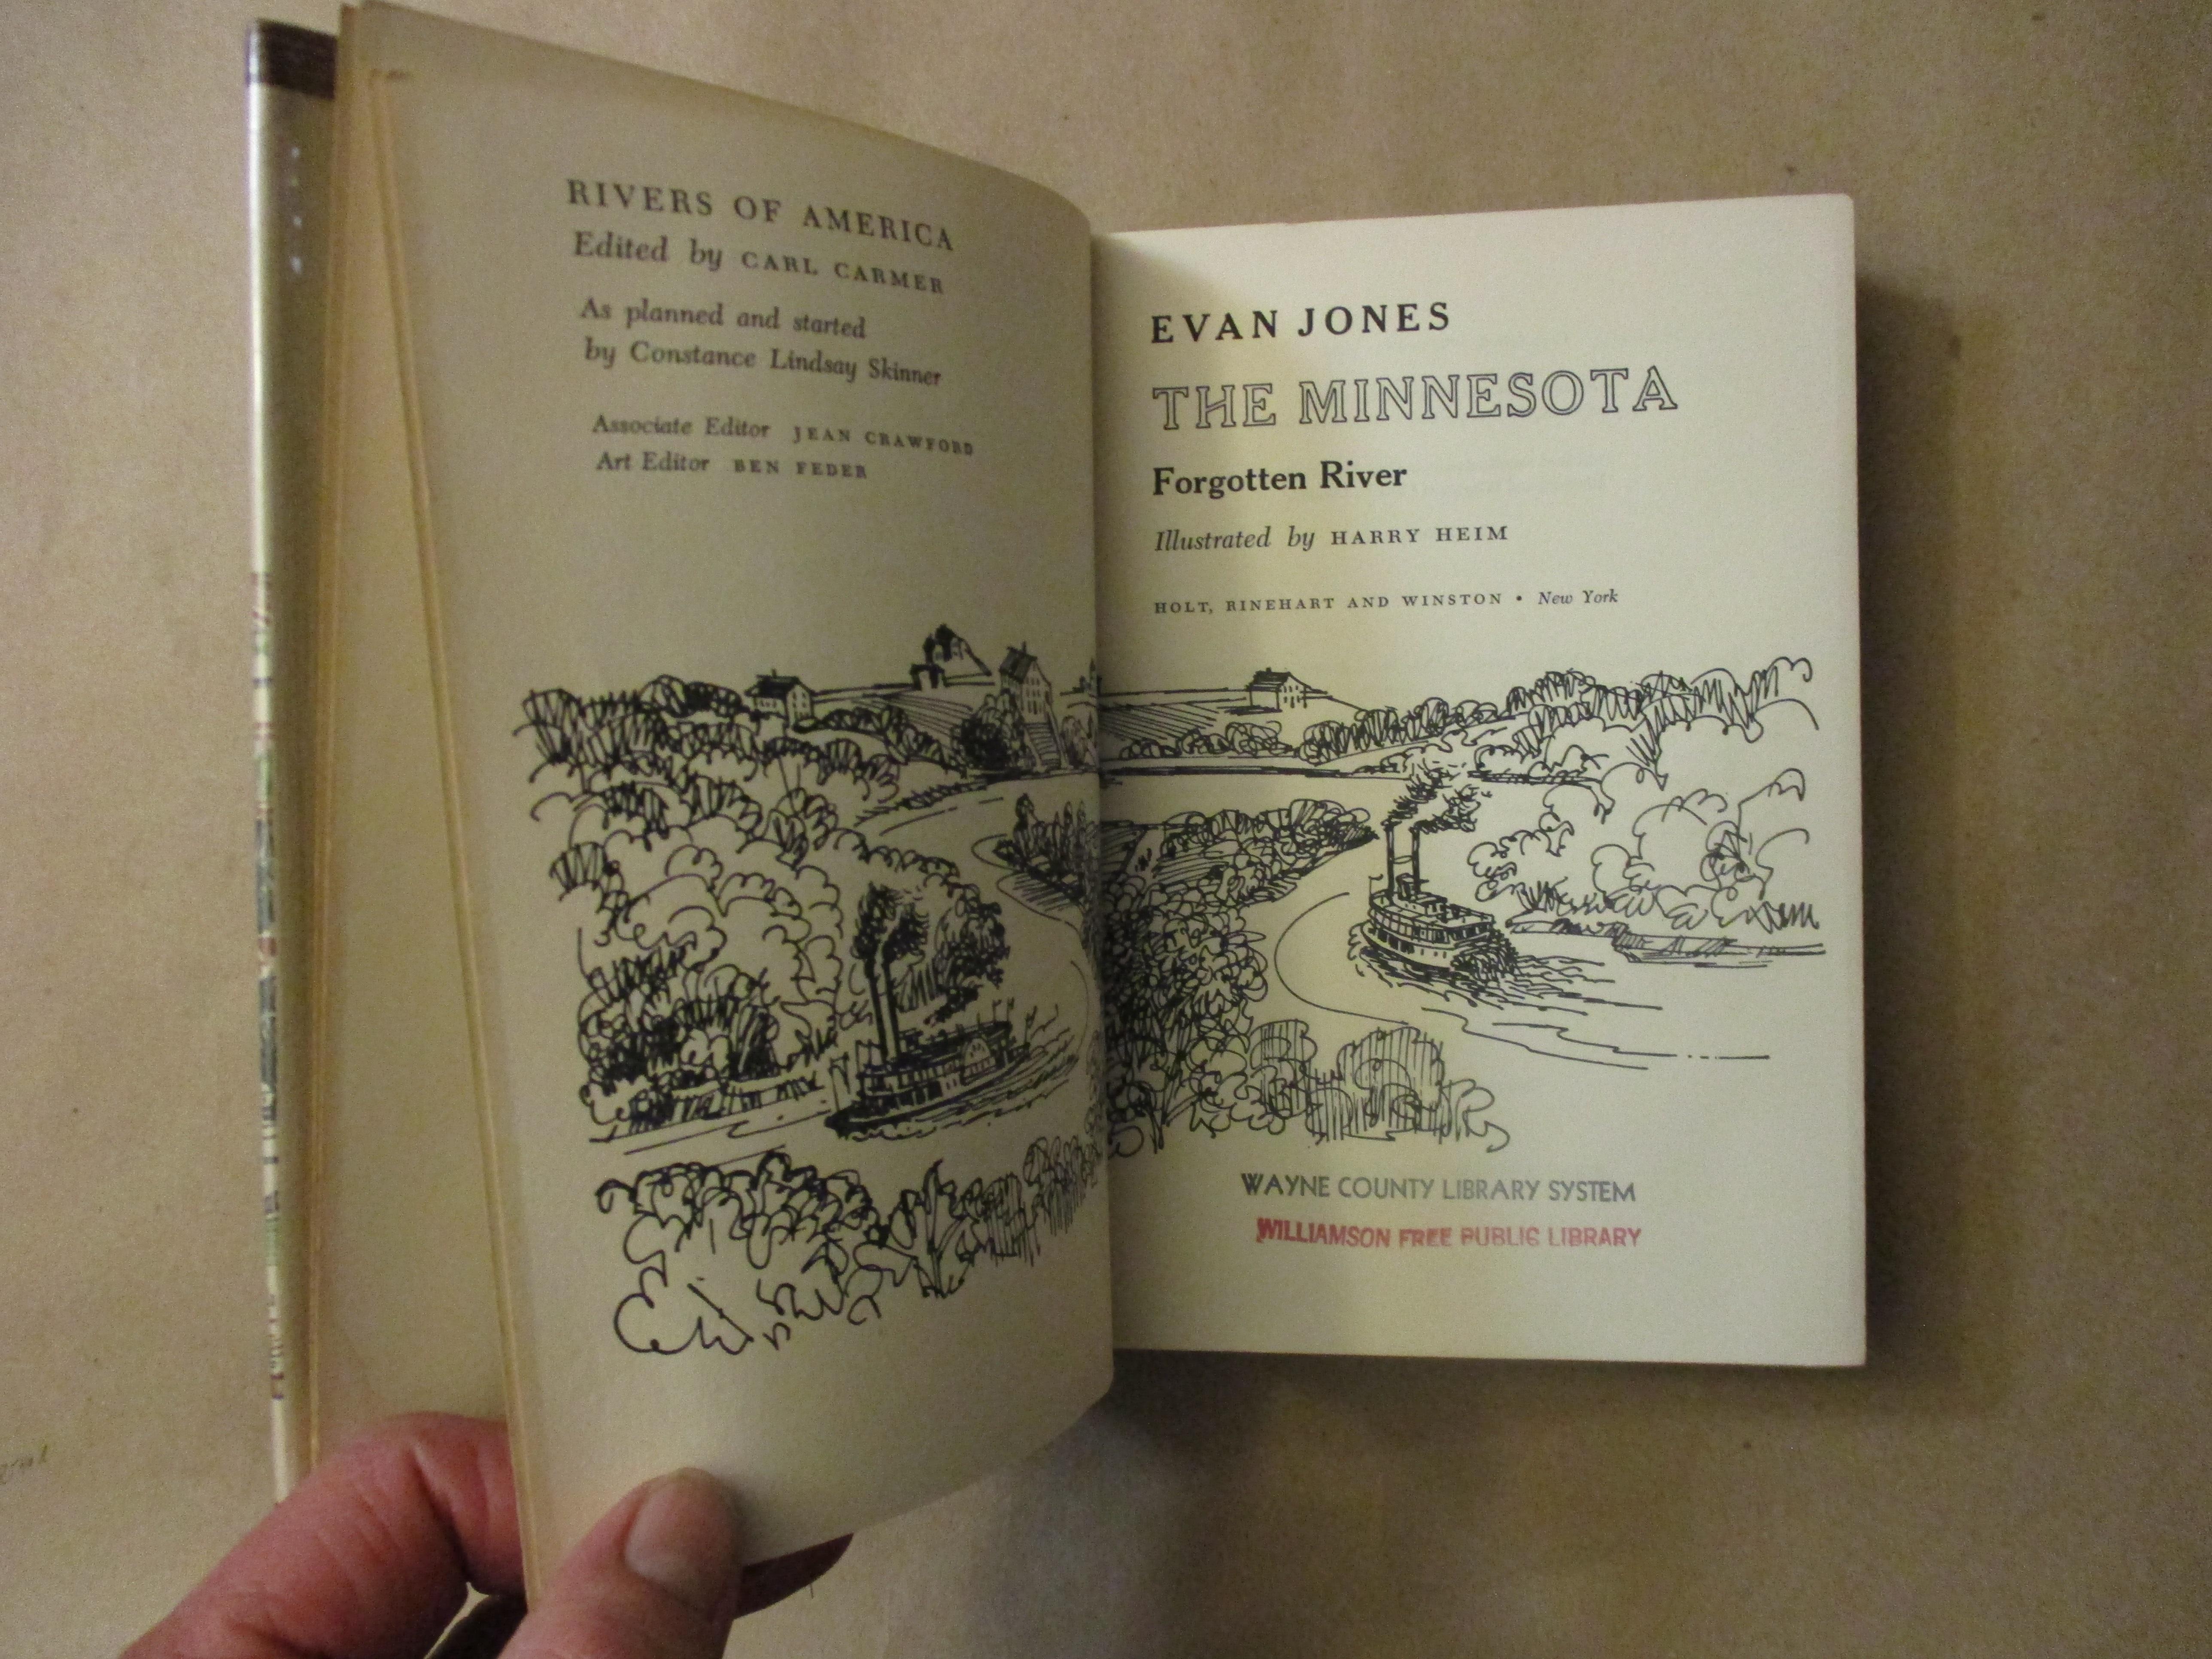 RIVERS OF AMERICA
Edited by CARL CARMER
As planned and started
by Constance Lindsay Skinner
Associate Editor JEAN CRAWFORD
Art Editor BEN FEDER
EVAN JONES
THE MINNESOTA
Forgotten River
Illustrated by HARRY HEIM
HOLT, RINEHART AND WINSTON • New York
WAYNE COUNTY LIBRARY SYSTEM
WILLIAMSON FREE PUBLIC LIBRARY